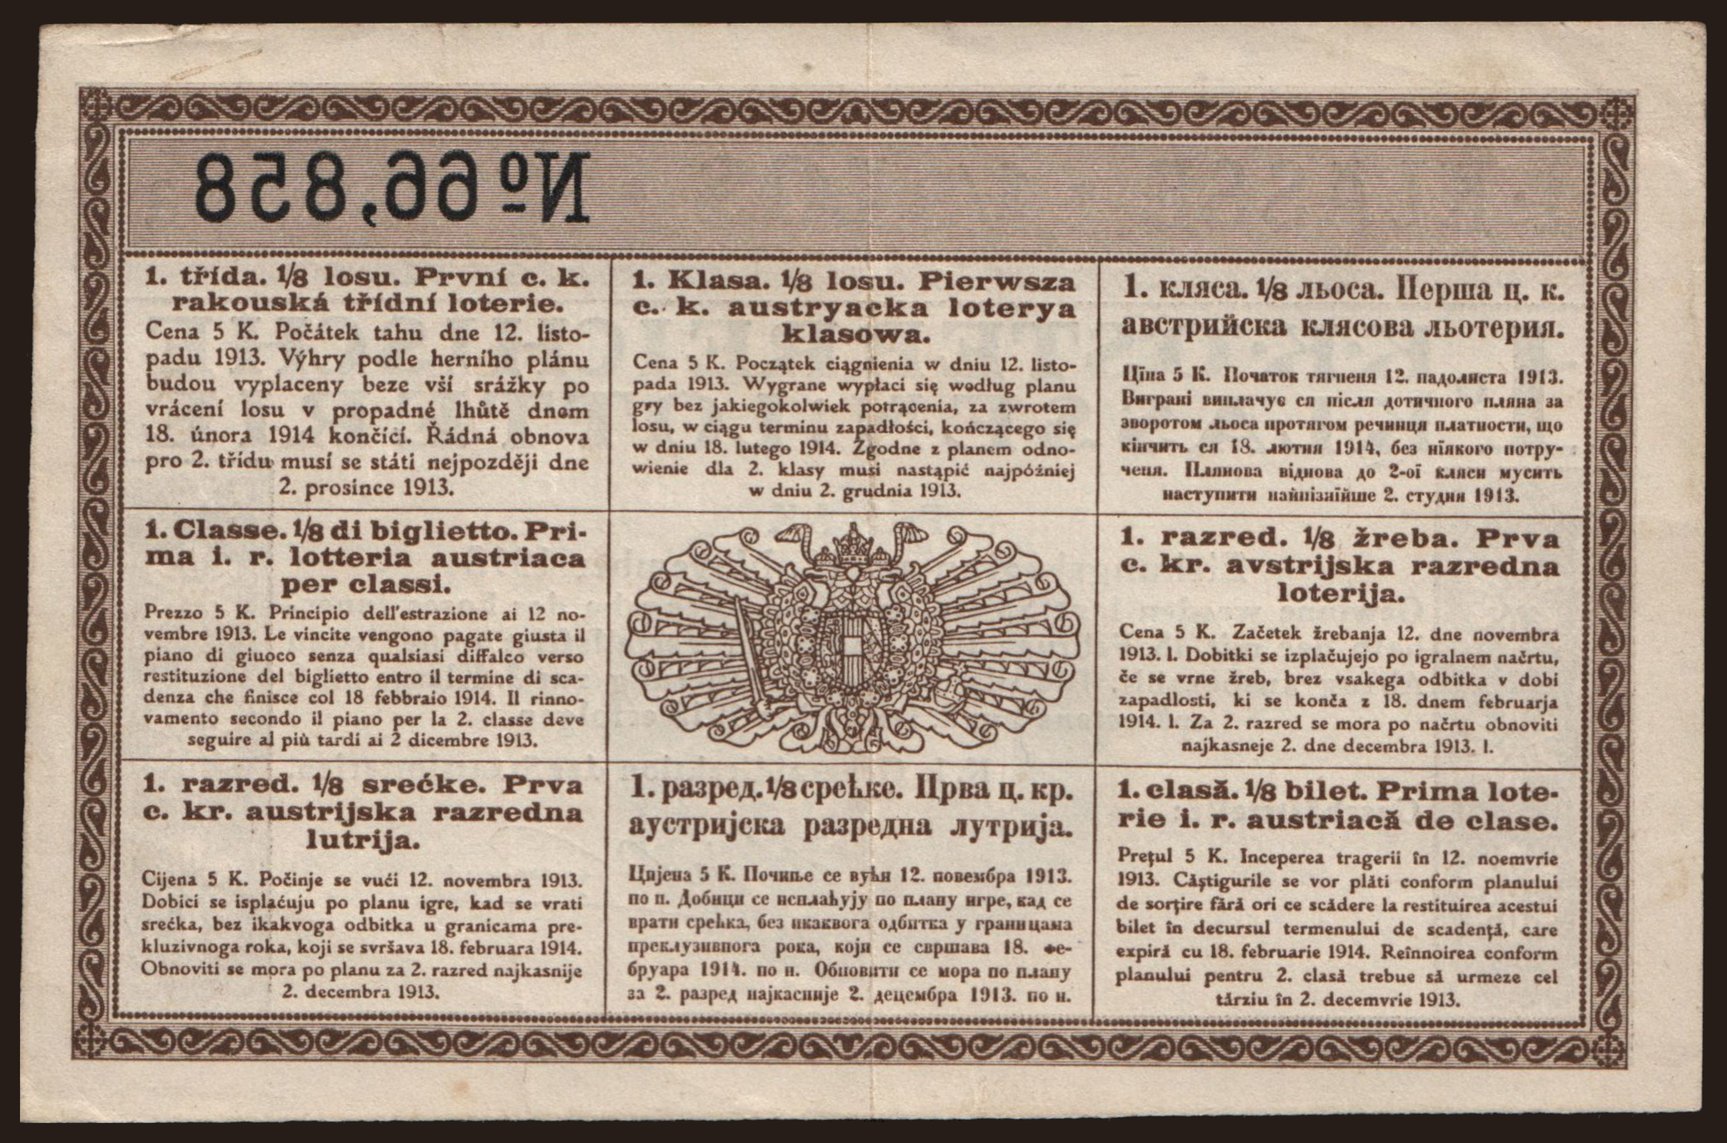 № 66,858
1. třída. 1/8 losu. První c. k.
rakouská třídní loterie.
Cena 5 K. Počátek tahu dne 12. listo-
padu 1913. Výhry podle herního plánu
budou vyplaceny beze vší srážky po
vrácení losu v propadné lhůtě dnem
18. února 1914 končící. Řádná obnova
pro 2. třídu musí se státi nejpozději dne
2. prosince 1913.
1. Klasa. 1/8 losu. Pierwsza
c. k. austryacka loterya
klasowa.
Cena 5 K. Początek ciągnienia w dniu 12. listo-
pada 1913. Wygrane wypłaci się według planu
gry bez jakiegokolwiek potrącenia, za zwrotem
losu, w ciągu terminu zapadłości, kończącego się
w dniu 18. lutego 1914. Zgodne z planem odno-
wienie dla 2. klasy musi nastąpić najpóźniej
w dniu 2. grudnia 1913.
1. кляса. 1/8 льоса. Перша ц. к.
австрийска клясова льотерия.
Цїна 5 К. Початок тягненя 12. падолиста 1913.
Виграні виплачує ся після дотичного пляна за
зворотом льоса протягом речинця платности, що
кінчить ся 18. лютня 1914, без ніякого потру-
ченя. Плянова віднова до 2-ої кляси мусить
наступити найпізнїйше 2. студня 1913.
1. Classe. 1/8 di biglietto. Pri-
ma i. r. lotteria austriaca
per classi.
Prezzo 5 K. Principio dell'estrazione ai 12 no-
vembre 1913. Le vincite vengono pagate giusta il
piano di giuoco senza qualsiasi diffalco verso
restituzione del biglietto entro il termine di sca-
denza che finisce col 18 febbraio 1914. Il rinno-
vamento secondo il piano per la 2. classe deve
seguire al più tardi ai 2 dicembre 1913.
1. razred. 1/8 žreba. Prva
c. kr. avstrijska razredna
loterija.
Cena 5 K. Začetek žrebanja 12. dne novembra
1913. l. Dobitki se izplačujejo po igralnem načrtu,
če se vrne žreb, brez vsakega odbitka v dobi
zapadlosti, ki se konča z 18. dnem februarja
1914. l. Za 2. razred se mora po načrtu obnoviti
najkasneje 2. dne decembra 1913. l.
1. razred. 1/8 srećke. Prva
c. kr. austrijska razredna
lutrija.
Cijena 5 K. Počinje se vući 12. novembra 1913.
Dobici se isplaćuju po planu igre, kad se vrati
srećka, bez ikakvoga odbitka u granicama pre-
kluzivnoga roka, koji se svršava 18. februara 1914.
Obnoviti se mora po planu za 2. razred najkasnije
2. decembra 1913.
1. разред. 1/8 срећке. Прва ц. кр.
аустријска разредна лутрија.
Цијена 5 К. Почиње се вући 12. новембра 1913.
по н. Добици се исплаћују по плану игре, кад се
врати срећка, без икаквога одбитка у границама
преклузивнога рока, који се свршава 18. фе-
бруара 1914. по н. Обновити се мора по плану
за 2. разред најкасније 2. децембра 1913. по н.
1. clasă. 1/8 bilet. Prima lote-
rie i. r. austriacă de clase.
Prețul 5 K. Inceperea tragerii în 12. noemvrie
1913. Câștigurile se vor plăti conform planului
de sorțire fără ori ce scădere la restituirea acestui
bilet în decursul termenului de scadență, care
expiră cu 18. februarie 1914. Reînnoirea conform
planului pentru 2. clasă trebue să urmeze cel
târziu în 2. decemvrie 1913.